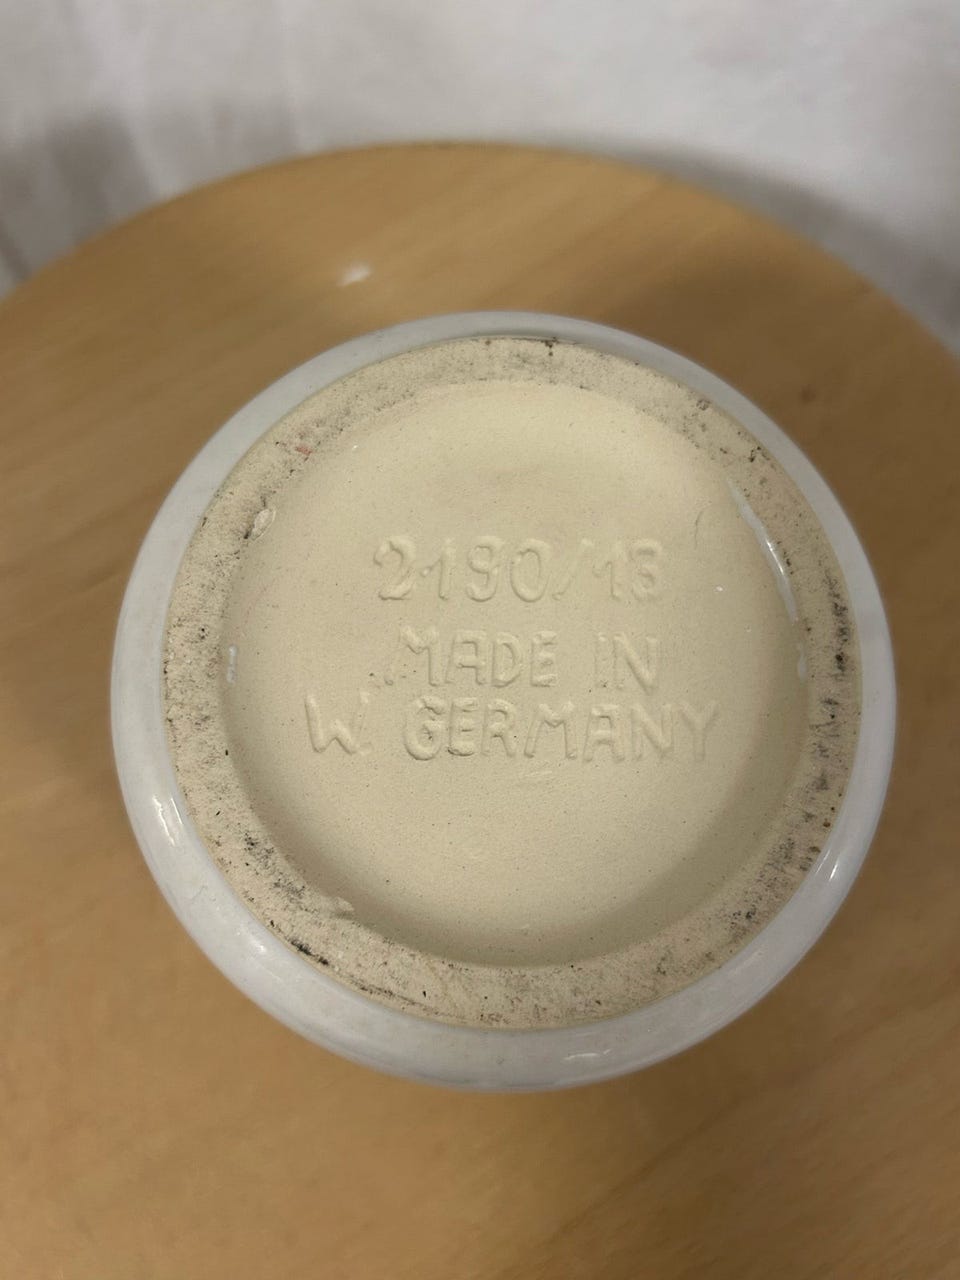 2190/13
MADE IN
W. GERMANY